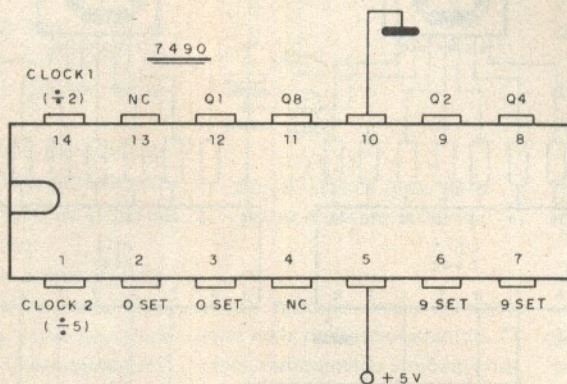 7490
CLOCK1
(÷2) NC Q1 Q8 Q2 Q4
14 13 12 11 10 9 8
1 2 3 4 5 6 7
CLOCK 2 0 SET 0 SET NC 9 SET 9 SET
(÷5)
+5V